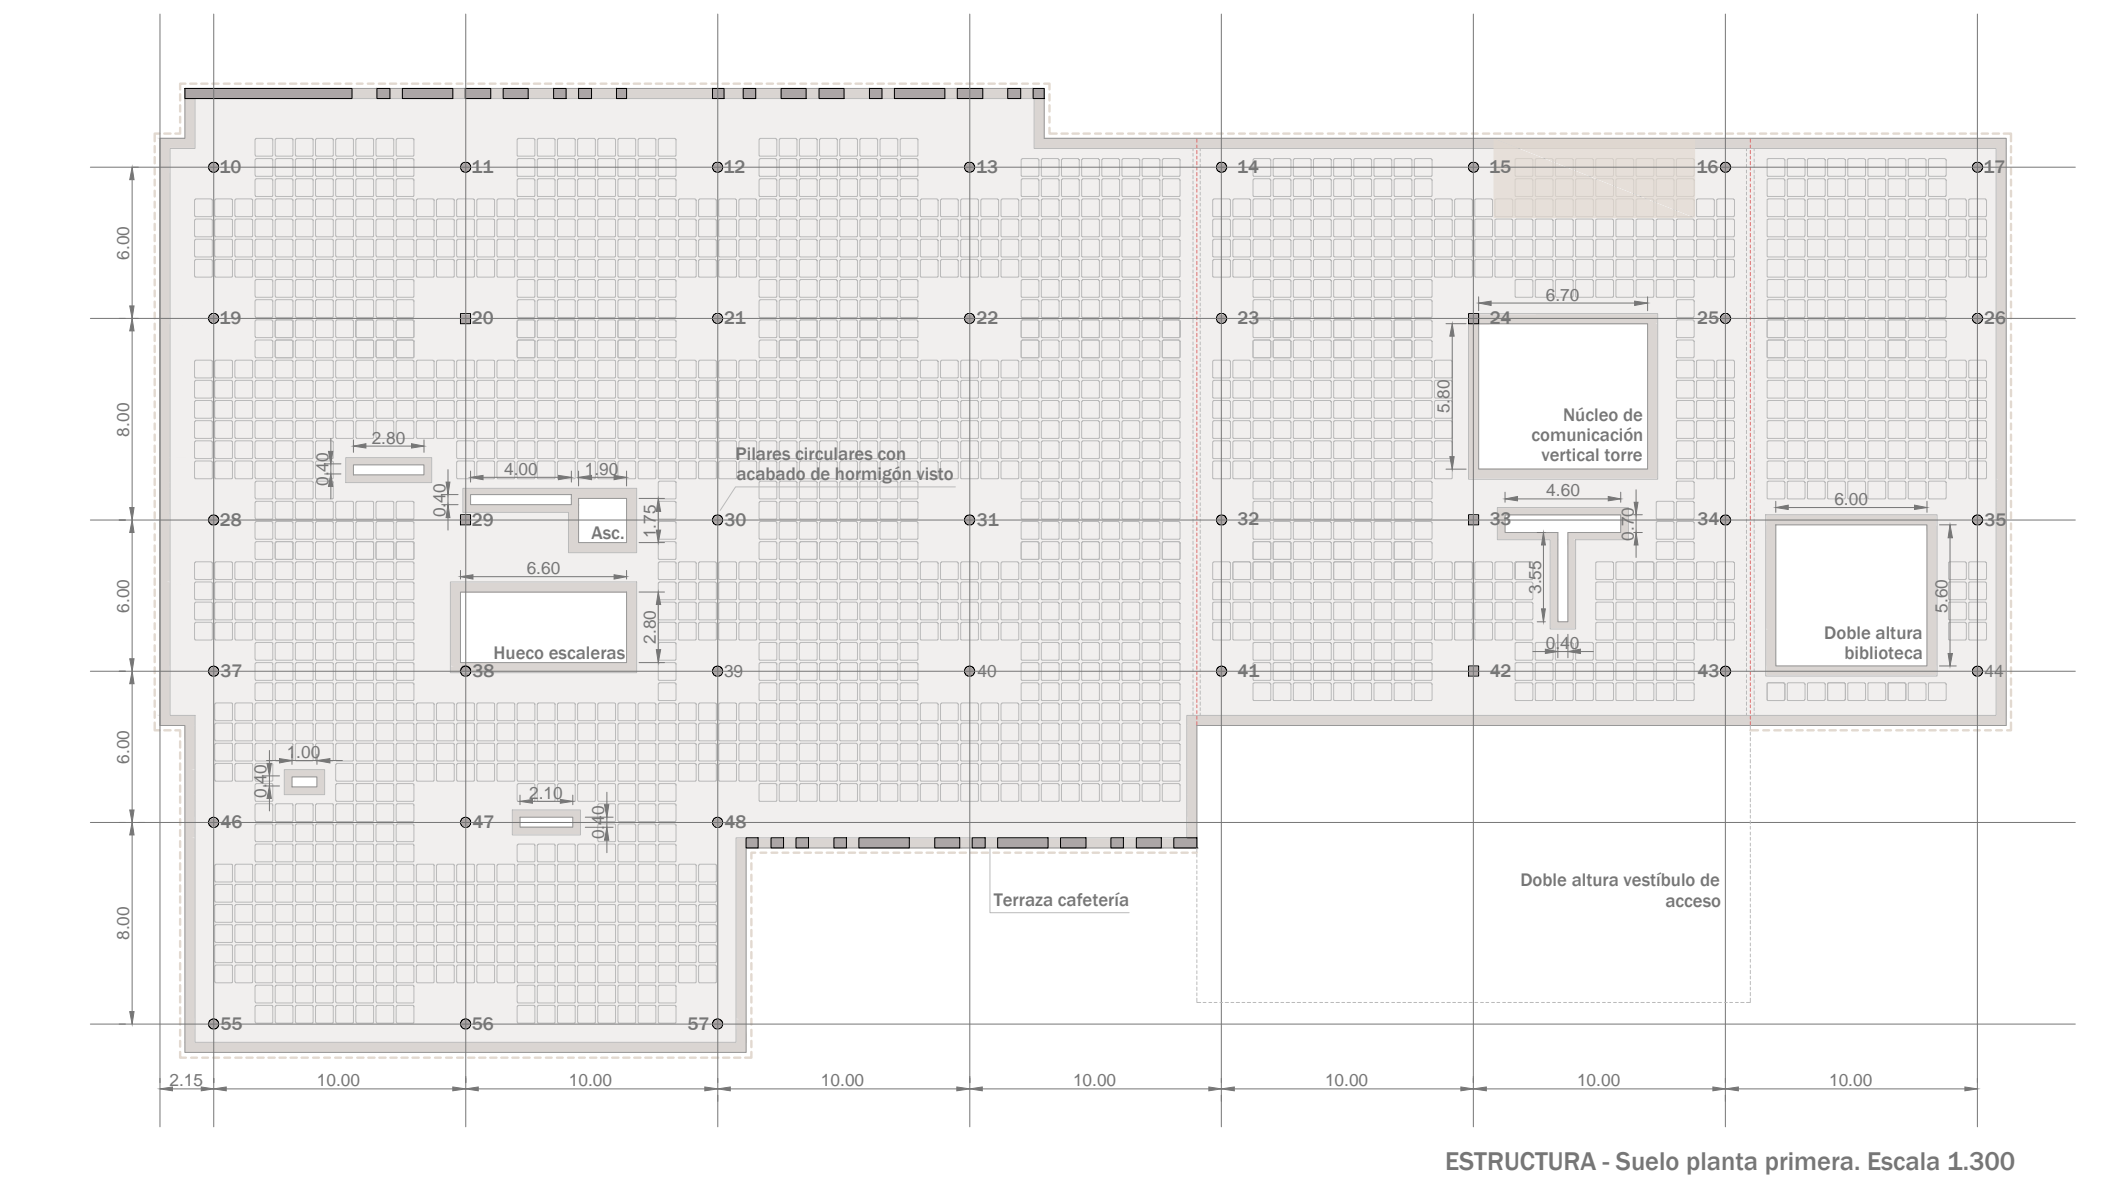 10 11 12 13 14 15 16 17
6.00
19 20 21 22 23 24 25 26
6.70
8.00
5.80
Núcleo de
comunicación
vertical torre
2.80
0.40
Pilares circulares con
acabado de hormigón visto
4.00 1.90
0.40
1.75
Asc.
4.60
0.70
6.00
28 29 30 31 32 33 34 35
6.60
3.55
6.00
2.80
5.60
Hueco escaleras
0.40
Doble altura
biblioteca
37 38 39 40 41 42 43 44
6.00
1.00
0.40
2.10
0.40
46 47 48
8.00
Terraza cafetería
Doble altura vestíbulo de
acceso
55 56 57
2.15 10.00 10.00 10.00 10.00 10.00 10.00 10.00
ESTRUCTURA - Suelo planta primera. Escala 1.300